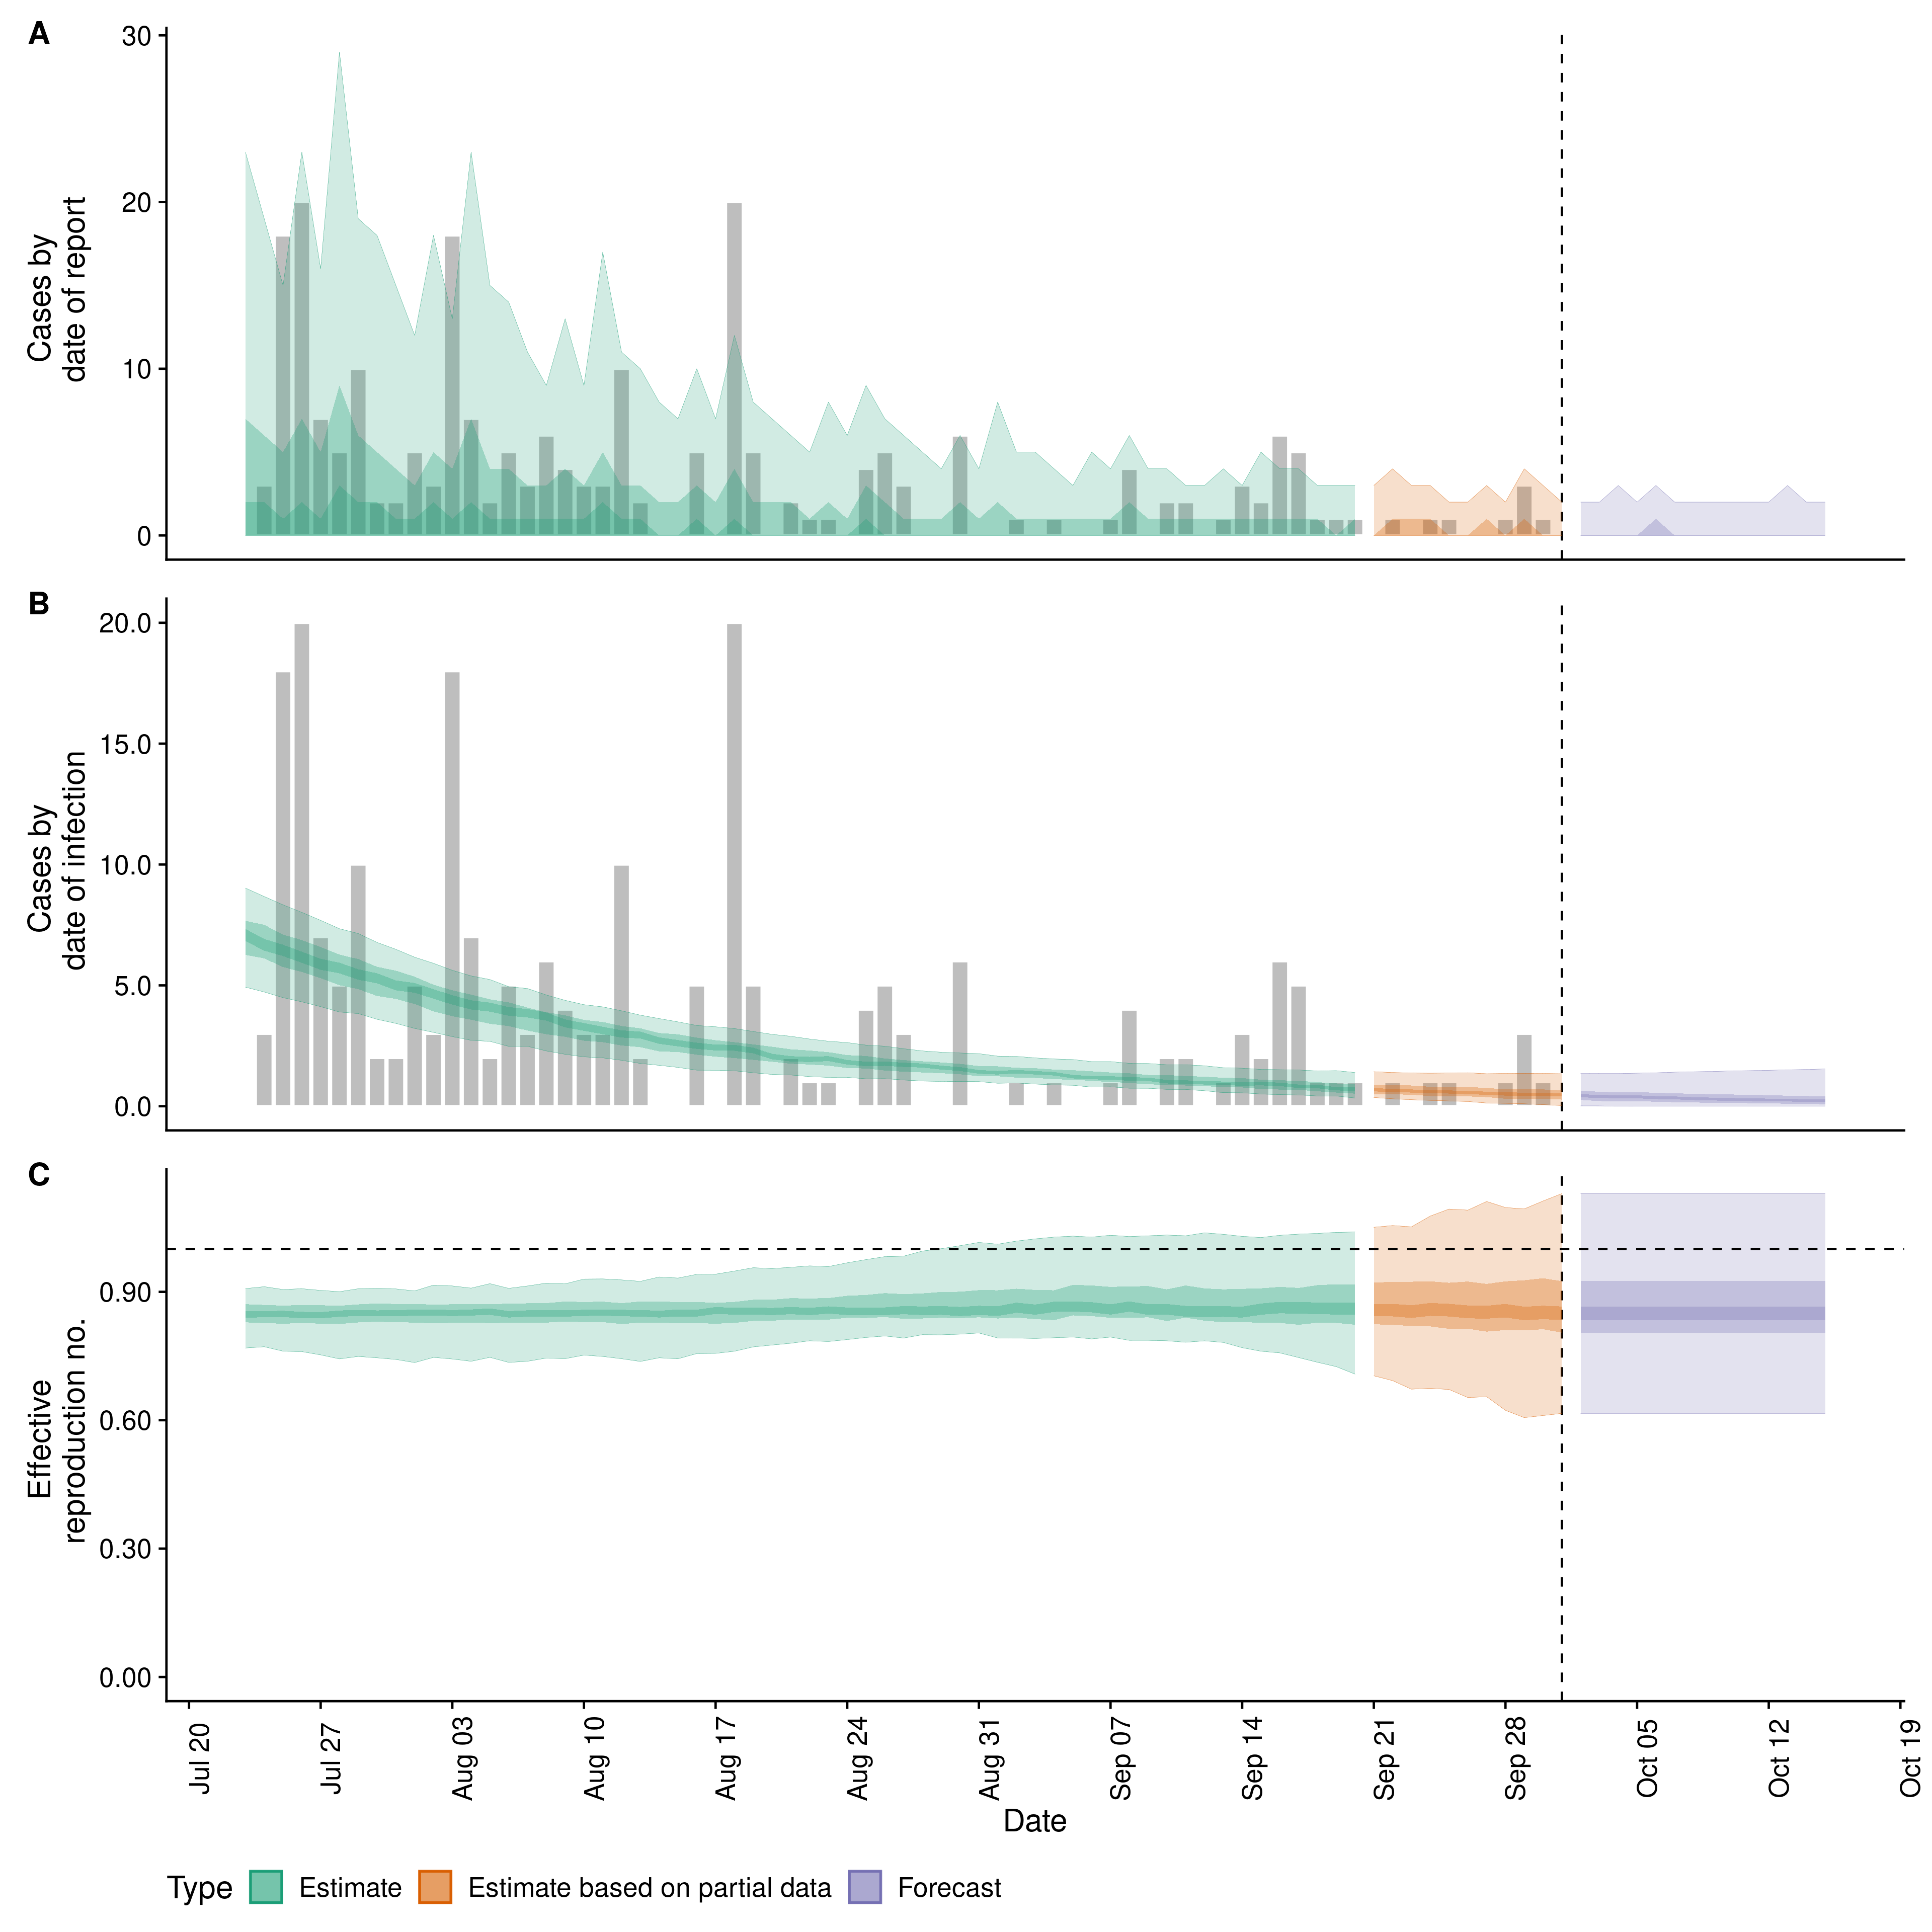 A
Cases by
date of report
30
20
10
0
B
Cases by
date of infection
20.0
15.0
10.0
5.0
0.0
C
Effective
reproduction no.
0.90
0.60
0.30
0.00
Jul 20
Jul 27
Aug 03
Aug 10
Aug 17
Aug 24
Aug 31
Sep 07
Sep 14
Sep 21
Sep 28
Oct 05
Oct 12
Oct 19
Date
Type Estimate Estimate based on partial data Forecast